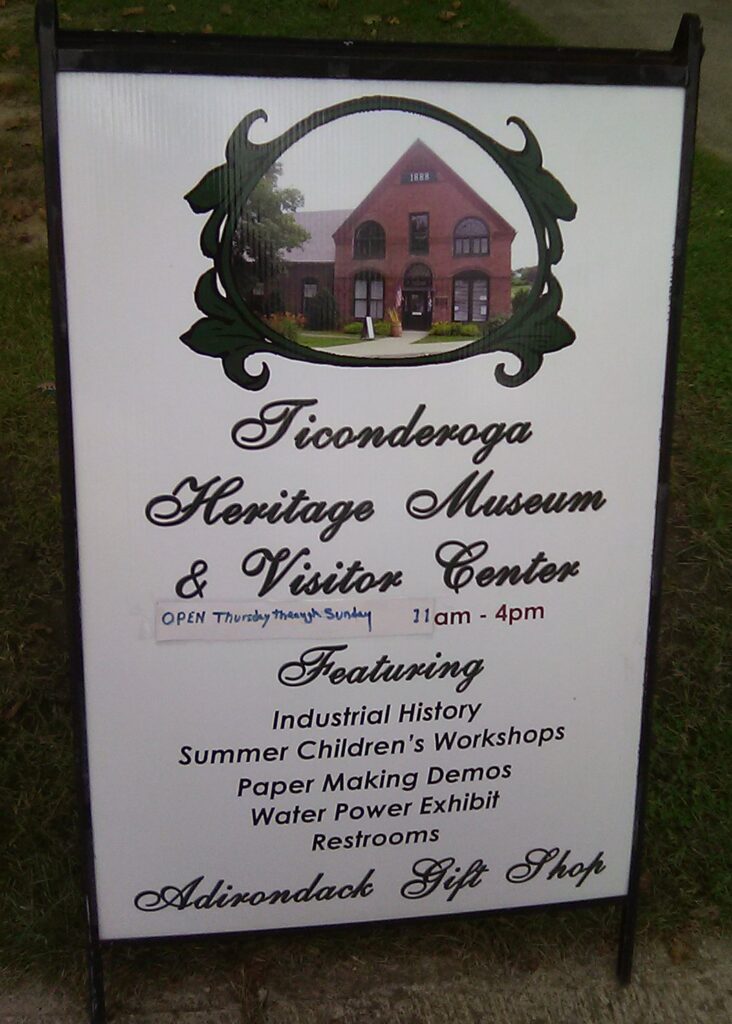 1888
Ticonderoga
Heritage Museum
& Visitor Center
OPEN Thursday through Sunday 11am - 4pm
Featuring
Industrial History
Summer Children's Workshops
Paper Making Demos
Water Power Exhibit
Restrooms
Adirondack Gift Shop